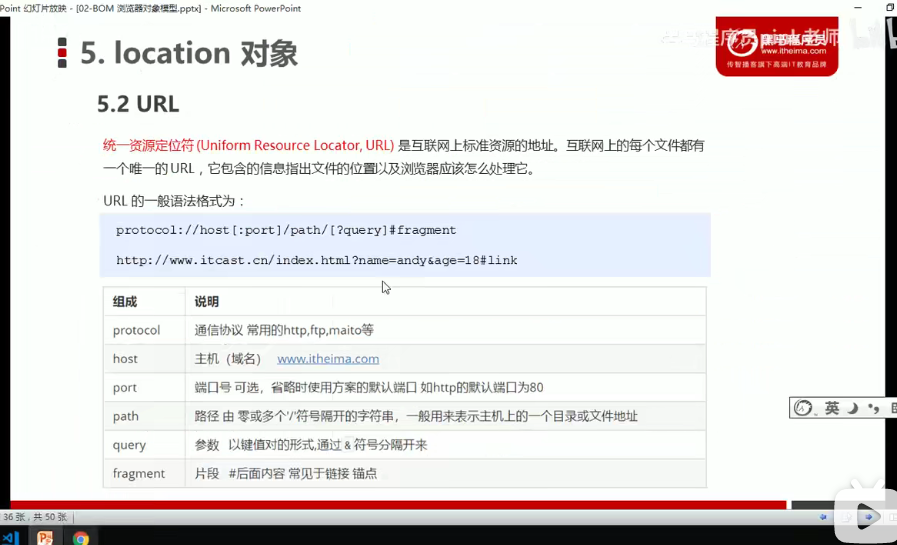 Point 幻灯片放映 - [02-BOM 浏览器对象模型.pptx] - Microsoft PowerPoint
5. location 对象
www.itheima.com
传智播客旗下高端IT教育品牌
5.2 URL
统一资源定位符 (Uniform Resource Locator, URL) 是互联网上标准资源的地址。互联网上的每个文件都有
一个唯一的 URL，它包含的信息指出文件的位置以及浏览器应该怎么处理它。
URL 的一般语法格式为：
protocol://host[:port]/path/[?query]#fragment
http://www.itcast.cn/index.html?name=andy&age=18#link
组成 说明
protocol 通信协议 常用的http,ftp,maito等
host 主机（域名） www.itheima.com
port 端口号 可选，省略时使用方案的默认端口 如http的默认端口为80
path 路径 由 零或多个'/'符号隔开的字符串，一般用来表示主机上的一个目录或文件地址
query 参数 以键值对的形式,通过 & 符号分隔开来
fragment 片段 #后面内容 常见于链接 锚点
英
36 张，共 50 张